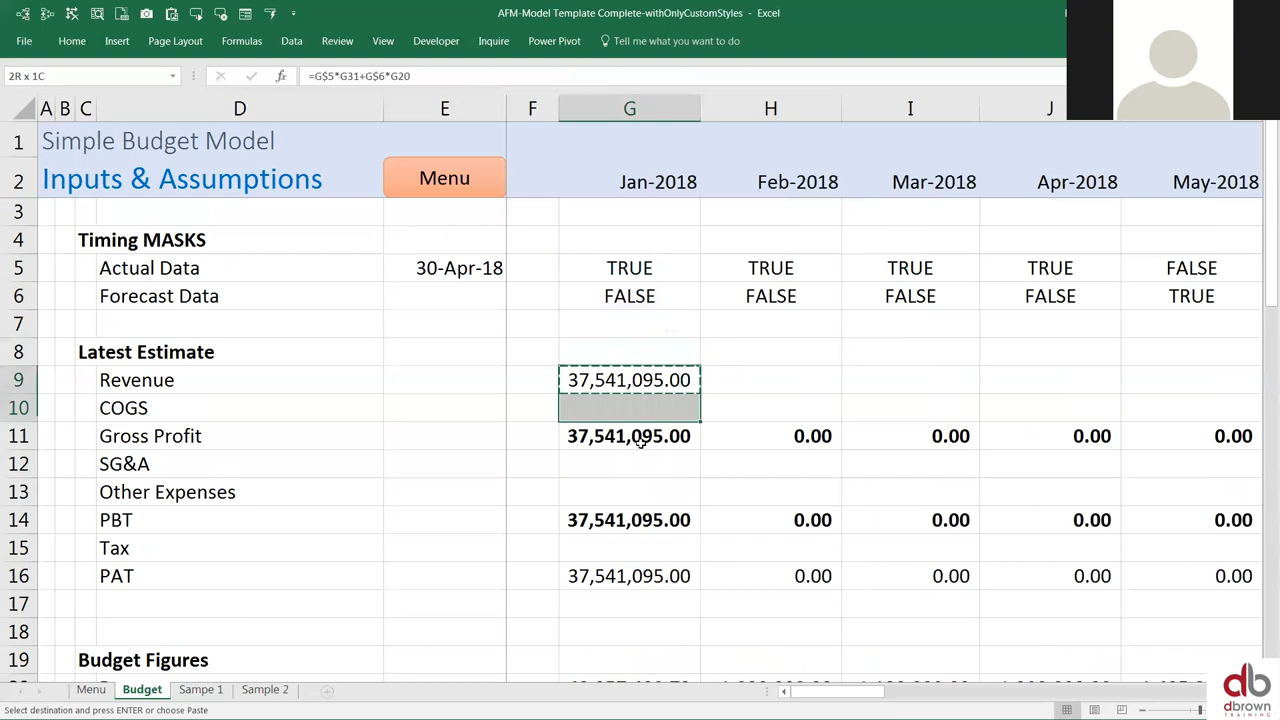 AFM-Model Template Complete-withOnlyCustomStyles - Excel
File Home Insert Page Layout Formulas Data Review View Developer Inquire Power Pivot Tell me what you want to do
2R x 1C fx =G$5*G31+G$6*G20
A B C D E F G H I J
1 Simple Budget Model
2 Inputs & Assumptions Menu Jan-2018 Feb-2018 Mar-2018 Apr-2018 May-2018
3
4 Timing MASKS
5 Actual Data 30-Apr-18 TRUE TRUE TRUE TRUE FALSE
6 Forecast Data FALSE FALSE FALSE FALSE TRUE
7
8 Latest Estimate
9 Revenue 37,541,095.00
10 COGS
11 Gross Profit 37,541,095.00 0.00 0.00 0.00 0.00
12 SG&A
13 Other Expenses
14 PBT 37,541,095.00 0.00 0.00 0.00 0.00
15 Tax
16 PAT 37,541,095.00 0.00 0.00 0.00 0.00
17
18
19 Budget Figures
Menu Budget Sampe 1 Sample 2
Select destination and press ENTER or choose Paste
db
dbrown
TRAINING